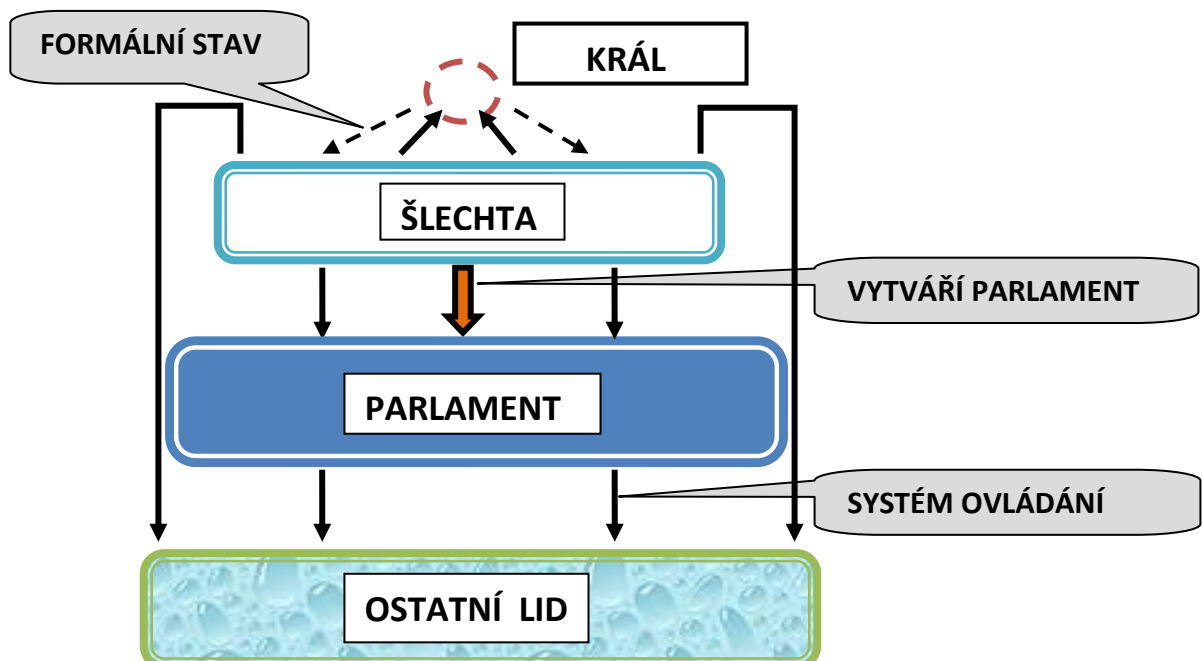 FORMÁLNÍ STAV
KRÁL
ŠLECHTA
VYTVÁŘÍ PARLAMENT
PARLAMENT
SYSTÉM OVLÁDÁNÍ
OSTATNÍ LID